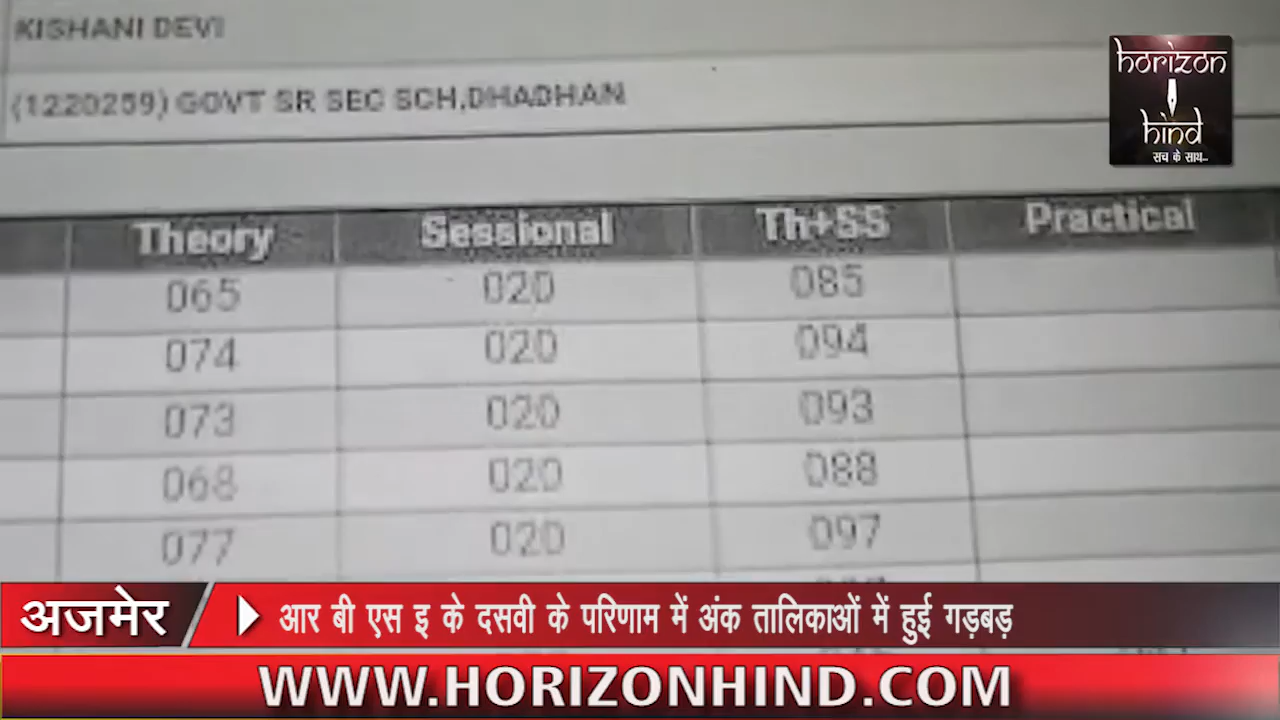 KISHANI DEVI
(1220259) GOVT SR SEC SCH,DHADHAN
horizon
hind
सच के साथ..
Theory Sessional Th+SS Practical
065 020 085
074 020 094
073 020 093
068 020 088
077 020 097
अजमेर
आर बी एस इ के दसवी के परिणाम में अंक तालिकाओं में हुई गड़बड़
WWW.HORIZONHIND.COM